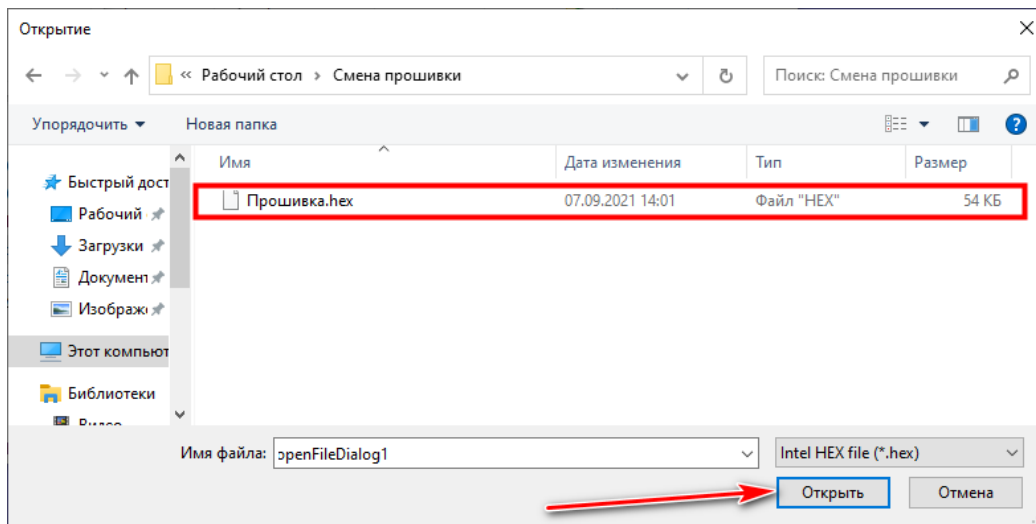 Открытие
« Рабочий стол › Смена прошивки
Поиск: Смена прошивки
Упорядочить Новая папка
Имя Дата изменения Тип Размер
Прошивка.hex 07.09.2021 14:01 Файл "HEX" 54 КБ
Быстрый дост
Рабочий
Загрузки
Документ
Изображ
Этот компьют
Библиотеки
Видео
Имя файла: openFileDialog1 Intel HEX file (*.hex)
Открыть Отмена